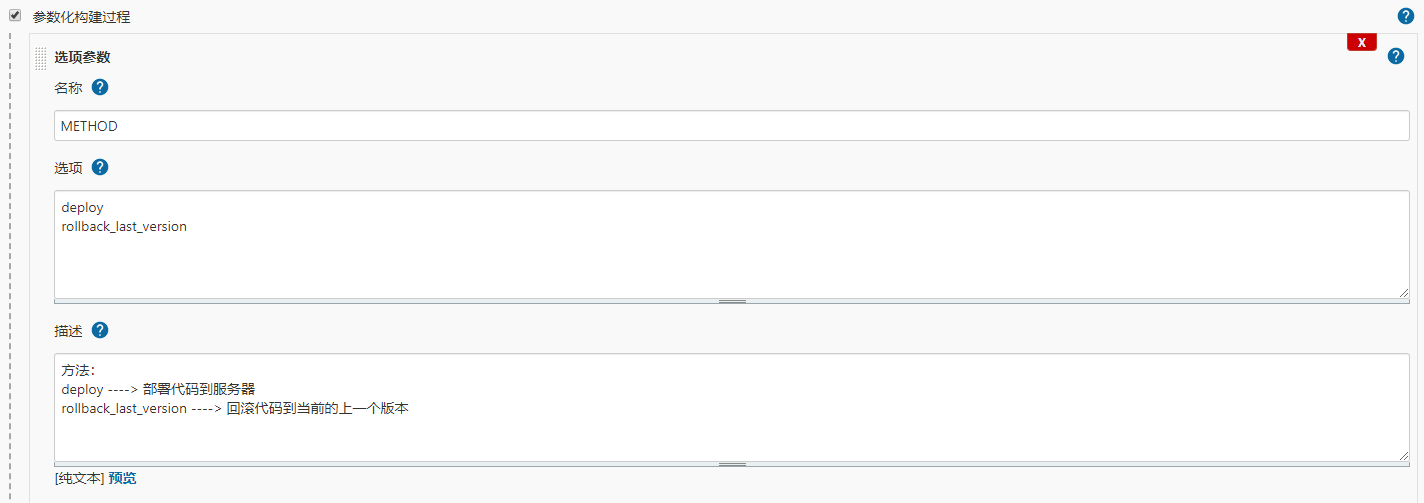 参数化构建过程
选项参数
X
名称
METHOD
选项
deploy
rollback_last_version
描述
方法：
deploy ----> 部署代码到服务器
rollback_last_version ----> 回滚代码到当前的上一个版本
[纯文本] 预览